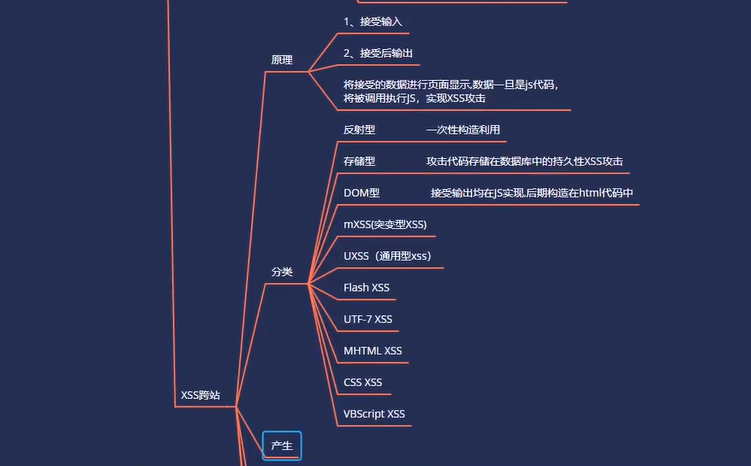 1、接受输入
2、接受后输出
原理
将接受的数据进行页面显示,数据一旦是js代码，
将被调用执行JS，实现XSS攻击
反射型 一次性构造利用
存储型 攻击代码存储在数据库中的持久性XSS攻击
DOM型 接受输出均在JS实现,后期构造在html代码中
mXSS(突变型XSS)
UXSS（通用型xss）
分类
Flash XSS
UTF-7 XSS
MHTML XSS
CSS XSS
XSS跨站
VBScript XSS
产生